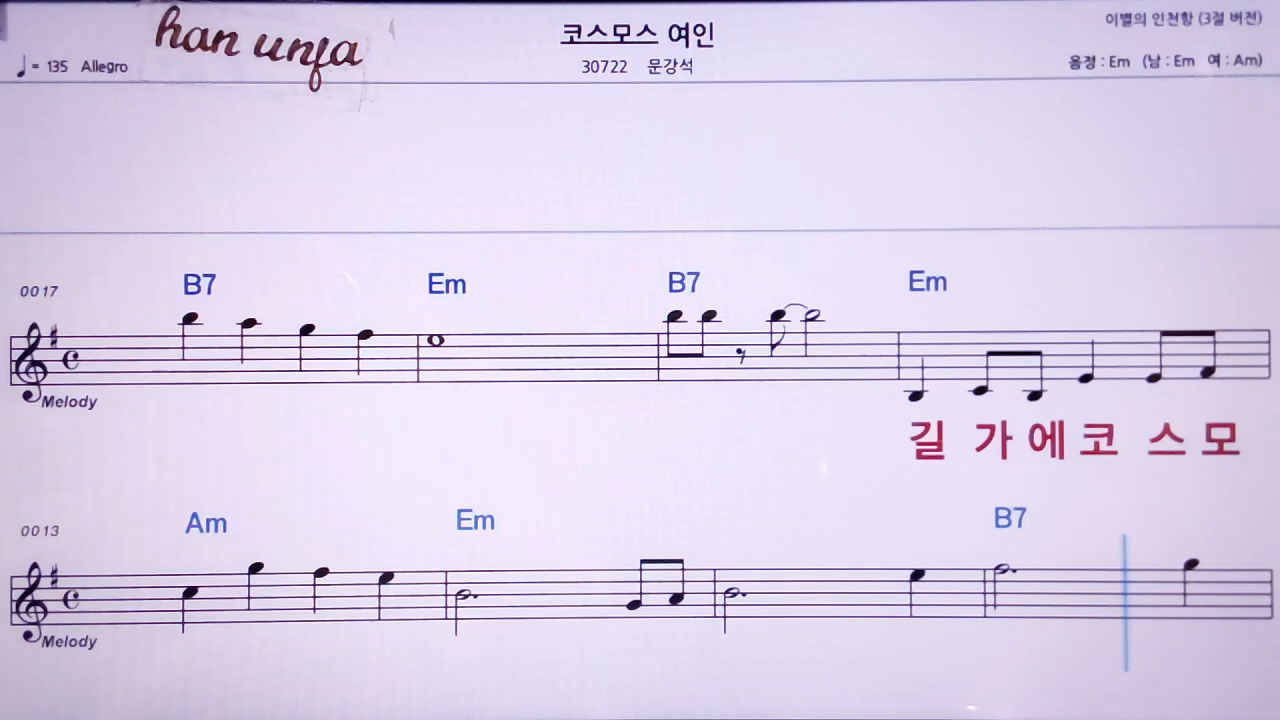 han unfa
코스모스 여인
이별의 인천항 (3절 버전)
♩= 135 Allegro
30722 문강석
음정 : Em (남 : Em 여 : Am)
B7 Em B7 Em
0017
Melody
길 가 에 코 스 모
Am Em B7
0013
Melody